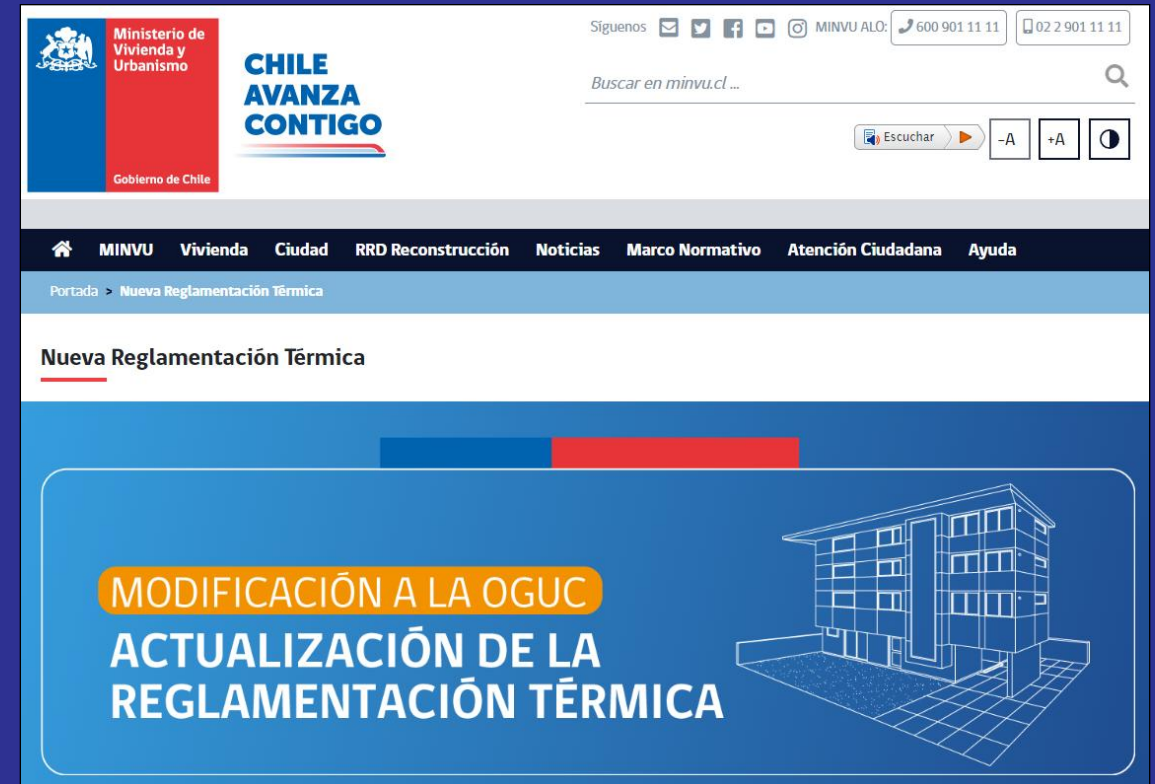 Ministerio de
Vivienda y
Urbanismo
Gobierno de Chile
CHILE
AVANZA
CONTIGO
Síguenos MINVU ALO: 600 901 11 11 02 2 901 11 11
Buscar en minvu.cl ...
Escuchar -A +A
MINVU Vivienda Ciudad RRD Reconstrucción Noticias Marco Normativo Atención Ciudadana Ayuda
Portada > Nueva Reglamentación Térmica
Nueva Reglamentación Térmica
MODIFICACIÓN A LA OGUC
ACTUALIZACIÓN DE LA
REGLAMENTACIÓN TÉRMICA